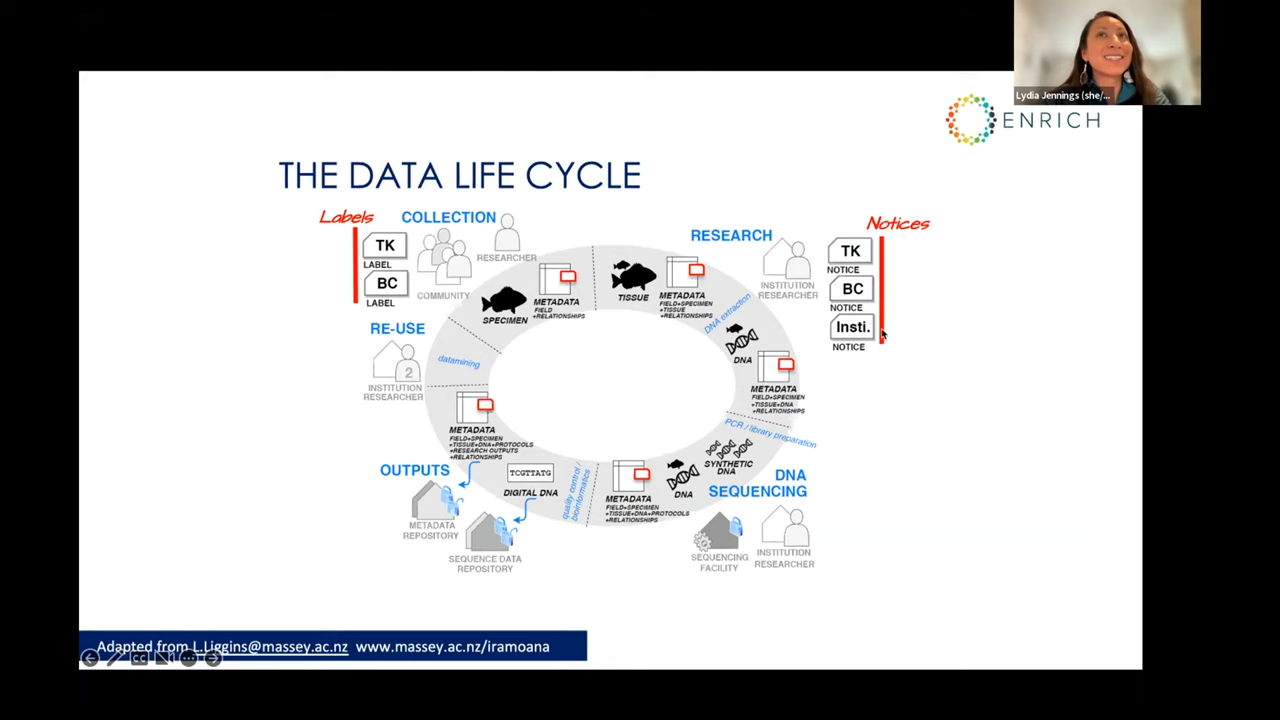 Lydia Jennings (she/...
ENRICH
THE DATA LIFE CYCLE
Labels
TK
LABEL
BC
LABEL
COLLECTION
RESEARCHER
COMMUNITY
SPECIMEN
METADATA
FIELD
+RELATIONSHIPS
TISSUE
METADATA
FIELD+SPECIMEN
+TISSUE
+RELATIONSHIPS
RESEARCH
INSTITUTION
RESEARCHER
Notices
TK
NOTICE
BC
NOTICE
Insti.
NOTICE
DNA extraction
DNA
METADATA
FIELD+SPECIMEN
+TISSUE+DNA
+RELATIONSHIPS
PCR / library preparation
SYNTHETIC
DNA
DNA
DNA
SEQUENCING
SEQUENCING
FACILITY
INSTITUTION
RESEARCHER
METADATA
FIELD+SPECIMEN
+TISSUE+DNA+PROTOCOLS
+RELATIONSHIPS
quality control /
bioinformatics
TCGTTATG
DIGITAL DNA
SEQUENCE DATA
REPOSITORY
OUTPUTS
METADATA
REPOSITORY
METADATA
FIELD+SPECIMEN
+TISSUE+DNA+PROTOCOLS
+RESEARCH OUTPUTS
+RELATIONSHIPS
RE-USE
2
INSTITUTION
RESEARCHER
datamining
Adapted from L.Liggins@massey.ac.nz www.massey.ac.nz/iramoana
CC